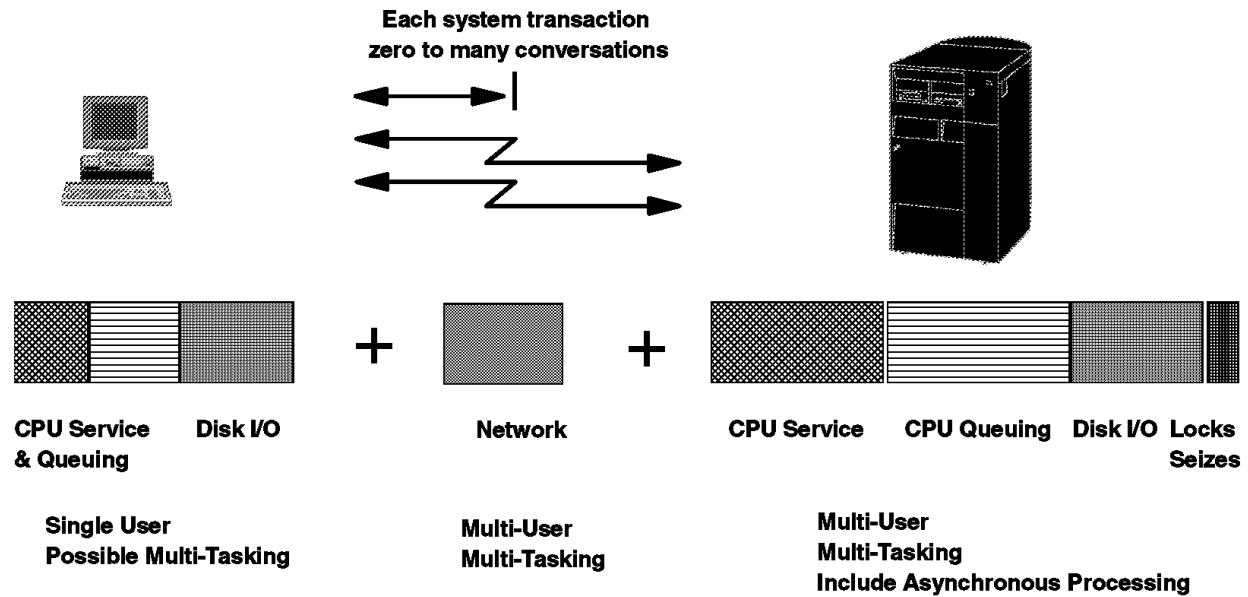 Each system transaction
zero to many conversations
CPU Service
& Queuing
Disk I/O
Network
CPU Service
CPU Queuing
Disk I/O
Locks
Seizes
Single User
Possible Multi-Tasking
Multi-User
Multi-Tasking
Multi-User
Multi-Tasking
Include Asynchronous Processing